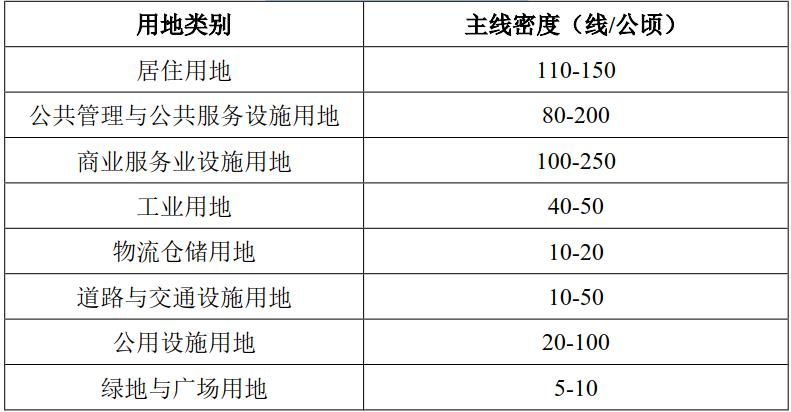 用地类别 主线密度（线/公顷）
居住用地 110-150
公共管理与公共服务设施用地 80-200
商业服务业设施用地 100-250
工业用地 40-50
物流仓储用地 10-20
道路与交通设施用地 10-50
公用设施用地 20-100
绿地与广场用地 5-10